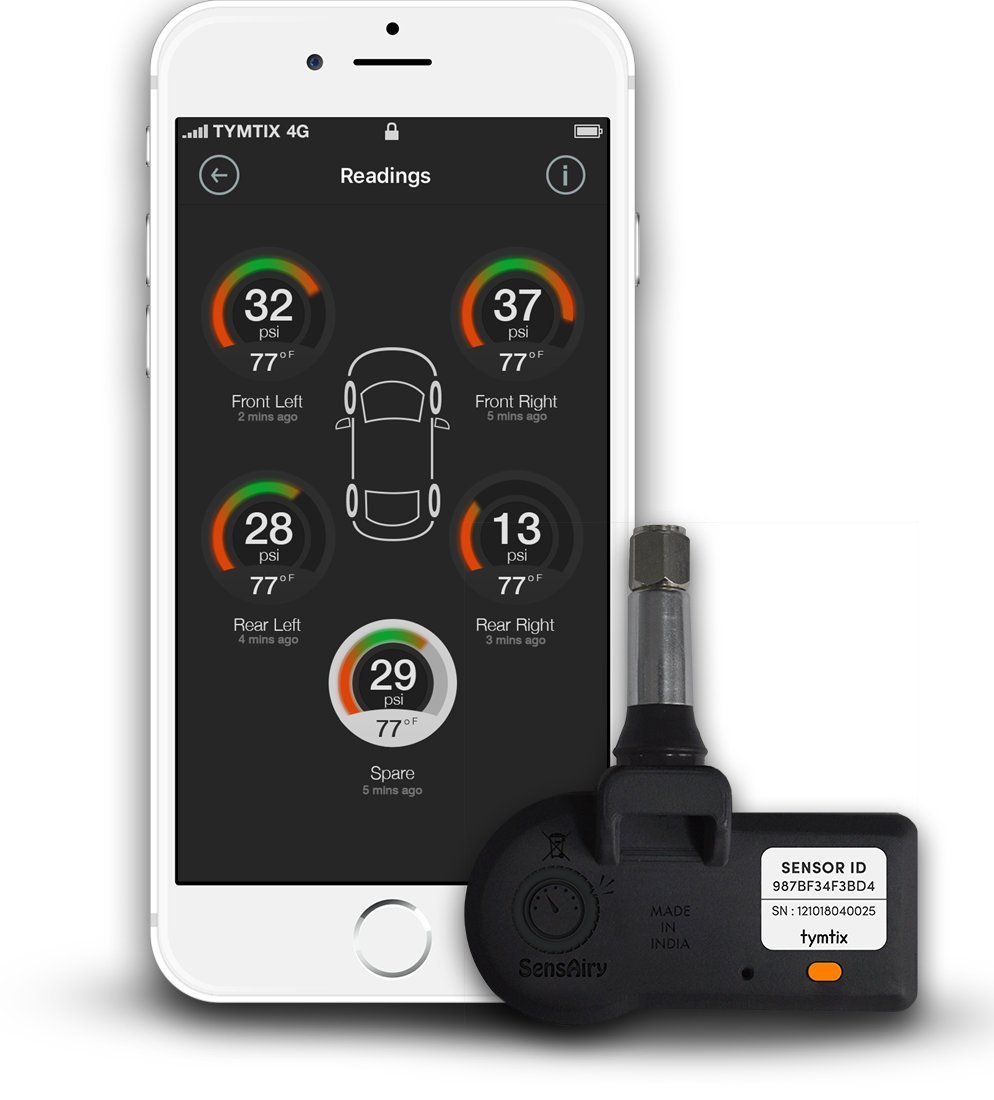 TYMTIX 4G
Readings
32
psi
77°F
Front Left
2 mins ago
37
psi
77°F
Front Right
5 mins ago
28
psi
77°F
Rear Left
4 mins ago
13
psi
77°F
Rear Right
3 mins ago
29
psi
77°F
Spare
5 mins ago
SensAiry
MADE
IN
INDIA
SENSOR ID
987BF34F3BD4
SN : 121018040025
tymtix